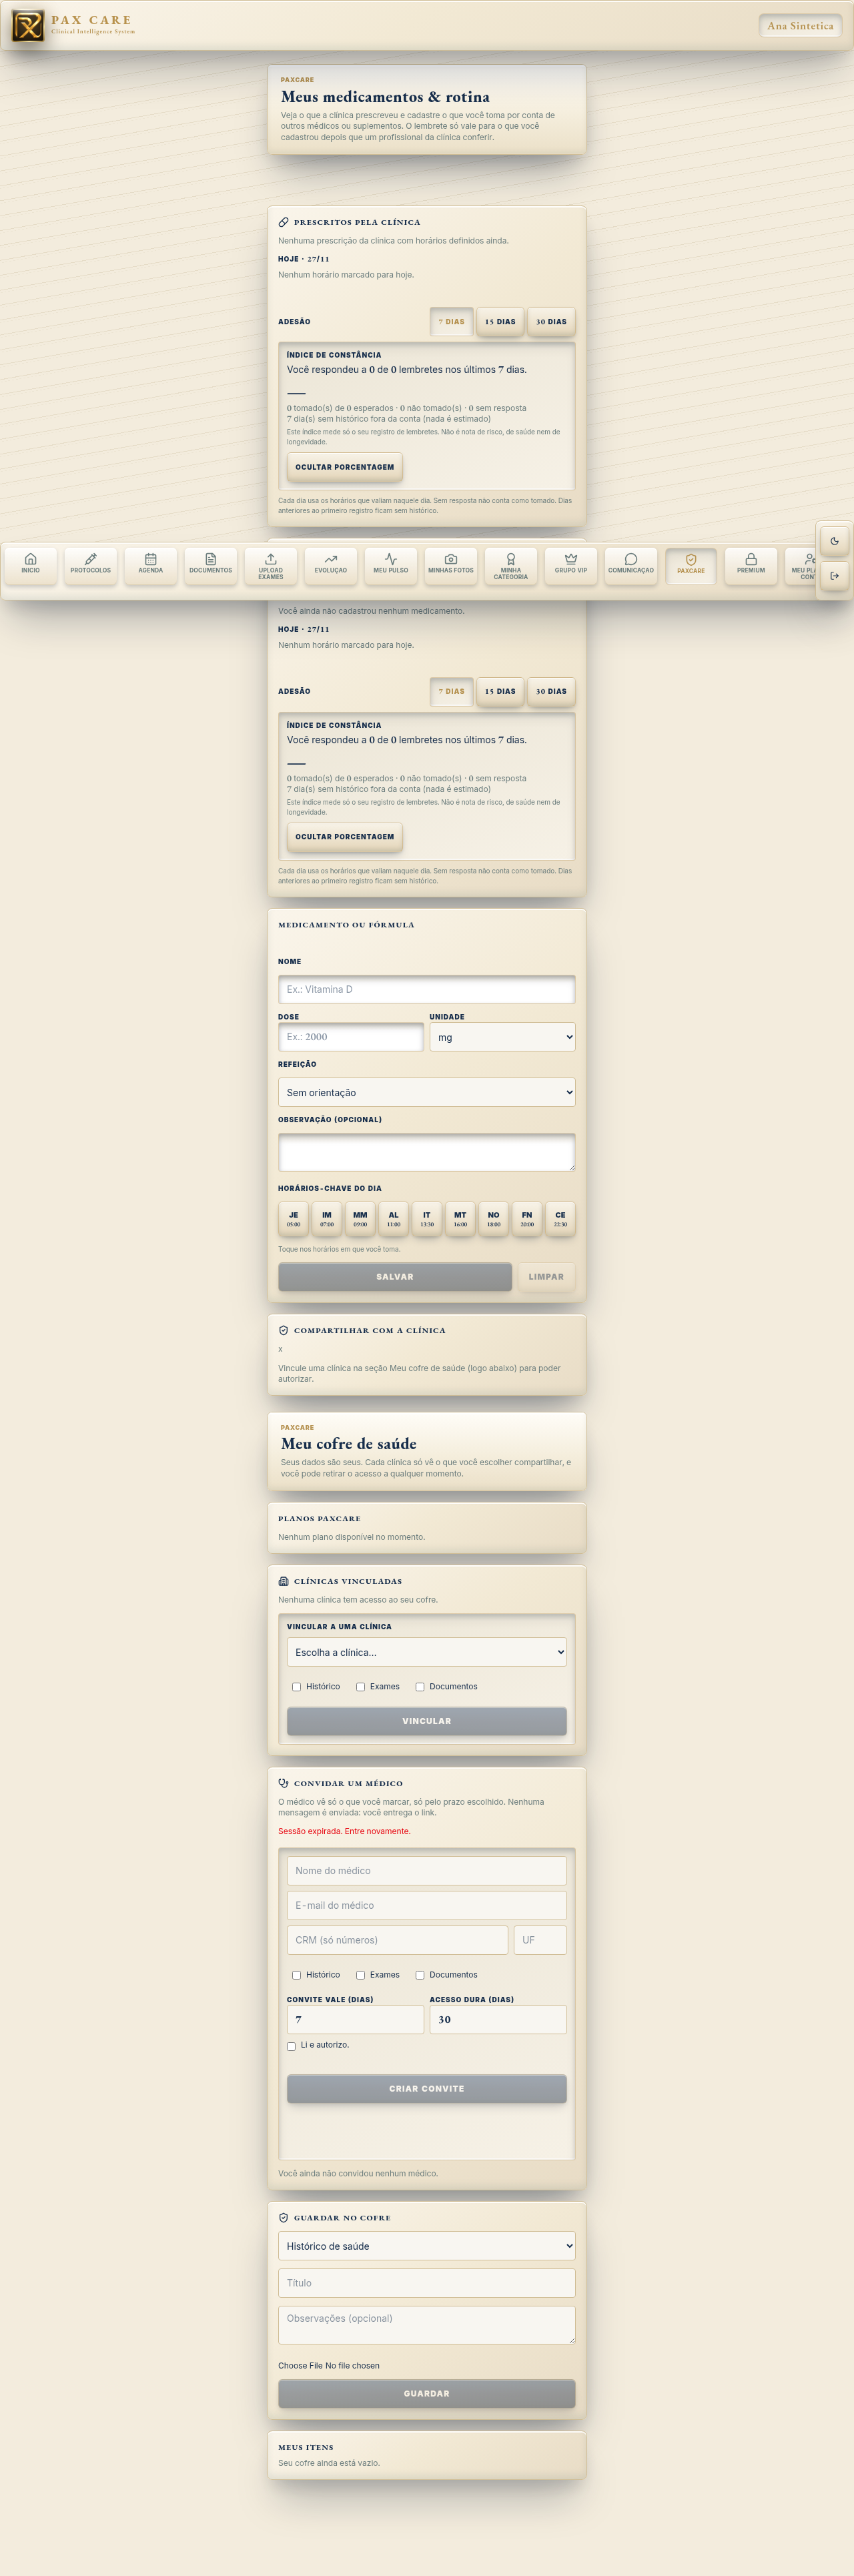 PAX CARE
Clinical Intelligence System
Ana Sintetica
PAXCARE
Meus medicamentos & rotina
Veja o que a clínica prescreveu e cadastre o que você toma por conta de
outros médicos ou suplementos. O lembrete só vale para o que você
cadastrou depois que um profissional da clínica conferir.
PRESCRITOS PELA CLÍNICA
Nenhuma prescrição da clínica com horários definidos ainda.
HOJE · 27/11
Nenhum horário marcado para hoje.
ADESÃO
7 DIAS
15 DIAS
30 DIAS
ÍNDICE DE CONSTÂNCIA
Você respondeu a 0 de 0 lembretes nos últimos 7 dias.
—
0 tomado(s) de 0 esperados · 0 não tomado(s) · 0 sem resposta
7 dia(s) sem histórico fora da conta (nada é estimado)
Este índice mede só o seu registro de lembretes. Não é nota de risco, de saúde nem de
longevidade.
OCULTAR PORCENTAGEM
Cada dia usa os horários que valiam naquele dia. Sem resposta não conta como tomado. Dias
anteriores ao primeiro registro ficam sem histórico.
INÍCIO
PROTOCOLOS
AGENDA
DOCUMENTOS
UPLOAD
EXAMES
EVOLUÇÃO
MEU PULSO
MINHAS FOTOS
MINHA
CATEGORIA
GRUPO VIP
COMUNICAÇÃO
PAXCARE
PREMIUM
Você ainda não cadastrou nenhum medicamento.
HOJE · 27/11
Nenhum horário marcado para hoje.
ADESÃO
7 DIAS
15 DIAS
30 DIAS
ÍNDICE DE CONSTÂNCIA
Você respondeu a 0 de 0 lembretes nos últimos 7 dias.
—
0 tomado(s) de 0 esperados · 0 não tomado(s) · 0 sem resposta
7 dia(s) sem histórico fora da conta (nada é estimado)
Este índice mede só o seu registro de lembretes. Não é nota de risco, de saúde nem de
longevidade.
OCULTAR PORCENTAGEM
Cada dia usa os horários que valiam naquele dia. Sem resposta não conta como tomado. Dias
anteriores ao primeiro registro ficam sem histórico.
MEDICAMENTO OU FÓRMULA
NOME
Ex.: Vitamina D
DOSE
UNIDADE
Ex.: 2000
mg
REFEIÇÃO
Sem orientação
OBSERVAÇÃO (OPCIONAL)
HORÁRIOS-CHAVE DO DIA
JE IM MM AL IT MT NO FN CE
05:00 07:00 09:00 11:00 13:30 16:00 18:00 20:00 22:30
Toque nos horários em que você toma.
SALVAR
LIMPAR
COMPARTILHAR COM A CLÍNICA
x
Vincule uma clínica na seção Meu cofre de saúde (logo abaixo) para poder
autorizar.
PAXCARE
Meu cofre de saúde
Seus dados são seus. Cada clínica só vê o que você escolher compartilhar, e
você pode retirar o acesso a qualquer momento.
PLANOS PAXCARE
Nenhum plano disponível no momento.
CLÍNICAS VINCULADAS
Nenhuma clínica tem acesso ao seu cofre.
VINCULAR A UMA CLÍNICA
Escolha a clínica...
Histórico
Exames
Documentos
VINCULAR
CONVIDAR UM MÉDICO
O médico vê só o que você marcar, só pelo prazo escolhido. Nenhuma
mensagem é enviada: você entrega o link.
Sessão expirada. Entre novamente.
Nome do médico
E-mail do médico
CRM (só números)
UF
Histórico
Exames
Documentos
CONVITE VALE (DIAS)
ACESSO DURA (DIAS)
7
30
Li e autorizo.
CRIAR CONVITE
Você ainda não convidou nenhum médico.
GUARDAR NO COFRE
Histórico de saúde
Título
Observações (opcional)
Choose File No file chosen
GUARDAR
MEUS ITENS
Seu cofre ainda está vazio.